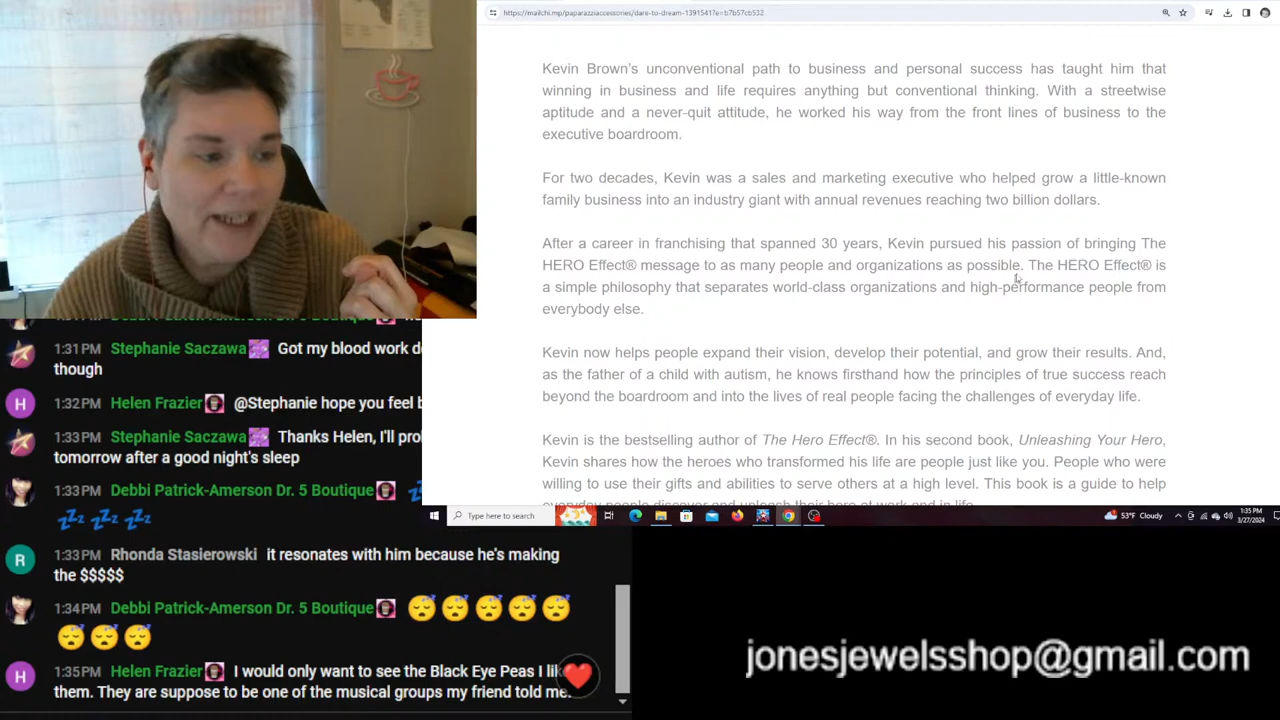 https://mailchi.mp/paparazziaccessories/dare-to-dream-1391541?e=b7b57cb532
Kevin Brown's unconventional path to business and personal success has taught him that
winning in business and life requires anything but conventional thinking. With a streetwise
aptitude and a never-quit attitude, he worked his way from the front lines of business to the
executive boardroom.
For two decades, Kevin was a sales and marketing executive who helped grow a little-known
family business into an industry giant with annual revenues reaching two billion dollars.
After a career in franchising that spanned 30 years, Kevin pursued his passion of bringing The
HERO Effect® message to as many people and organizations as possible. The HERO Effect® is
a simple philosophy that separates world-class organizations and high-performance people from
everybody else.
Kevin now helps people expand their vision, develop their potential, and grow their results. And,
as the father of a child with autism, he knows firsthand how the principles of true success reach
beyond the boardroom and into the lives of real people facing the challenges of everyday life.
Kevin is the bestselling author of The Hero Effect®. In his second book, Unleashing Your Hero,
Kevin shares how the heroes who transformed his life are people just like you. People who were
willing to use their gifts and abilities to serve others at a high level. This book is a guide to help
everyday people discover and unleash their hero at work and in life.
Type here to search
53°F Cloudy
1:35 PM
3/27/2024
1:31 PM Stephanie Saczawa Got my blood work d
though
H 1:32 PM Helen Frazier @Stephanie hope you feel b
1:33 PM Stephanie Saczawa Thanks Helen, I'll pro
tomorrow after a good night's sleep
1:33 PM Debbi Patrick-Amerson Dr. 5 Boutique 💤
💤 💤 💤
R 1:33 PM Rhonda Stasierowski it resonates with him because he's making
the $$$$$
1:34 PM Debbi Patrick-Amerson Dr. 5 Boutique 😴😴😴😴😴
😴😴😴
H 1:35 PM Helen Frazier I would only want to see the Black Eye Peas I li
them. They are suppose to be one of the musical groups my friend told me.
jonesjewelsshop@gmail.com